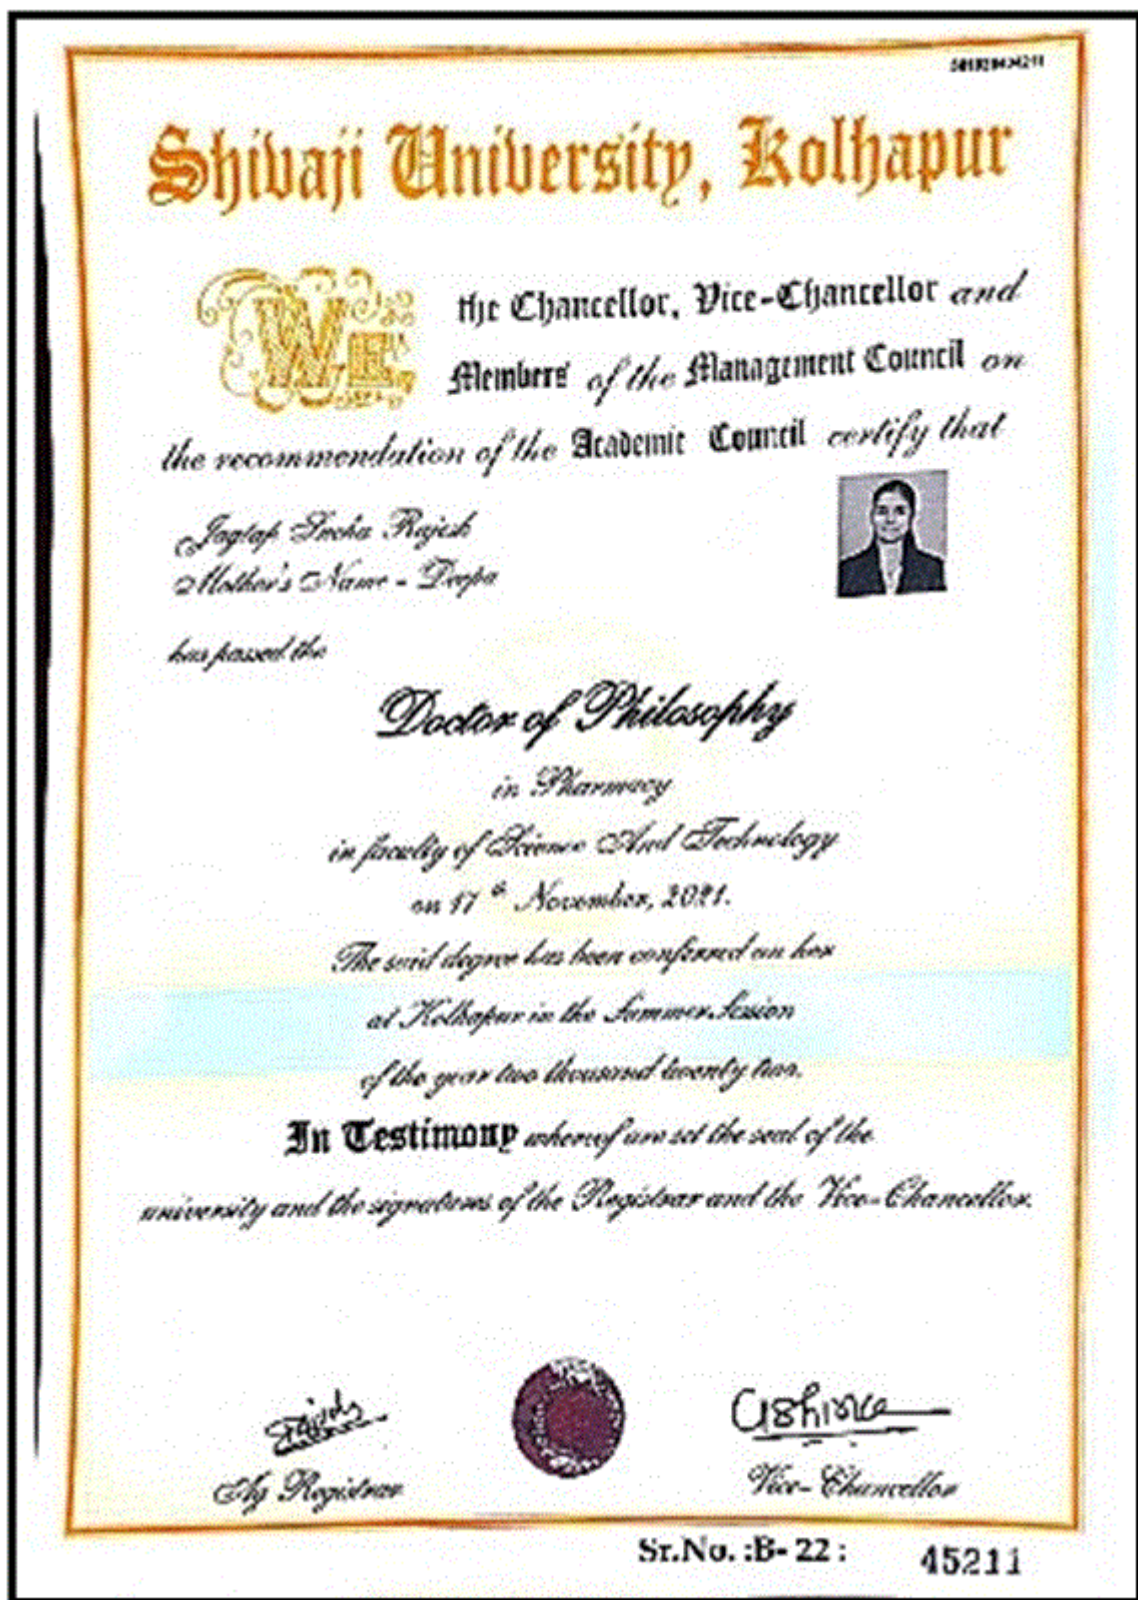 Shivaji University, Kolhapur
WE
the Chancellor, Vice-Chancellor and
Members of the Management Council on
the recommendation of the Academic Council certify that
Jagtap Sneha Rajesh
Mother's Name - Deepa
has passed the
Doctor of Philosophy
in Pharmacy
in faculty of Science And Technology
on 17th November, 2021.
The said degree has been conferred on her
at Kolhapur in the Summer Session
of the year two thousand twenty two.
In Testimony whereof are set the seal of the
university and the signatures of the Registrar and the Vice-Chancellor.
I/c Registrar
Vice-Chancellor
Sr.No. :B- 22 : 45211